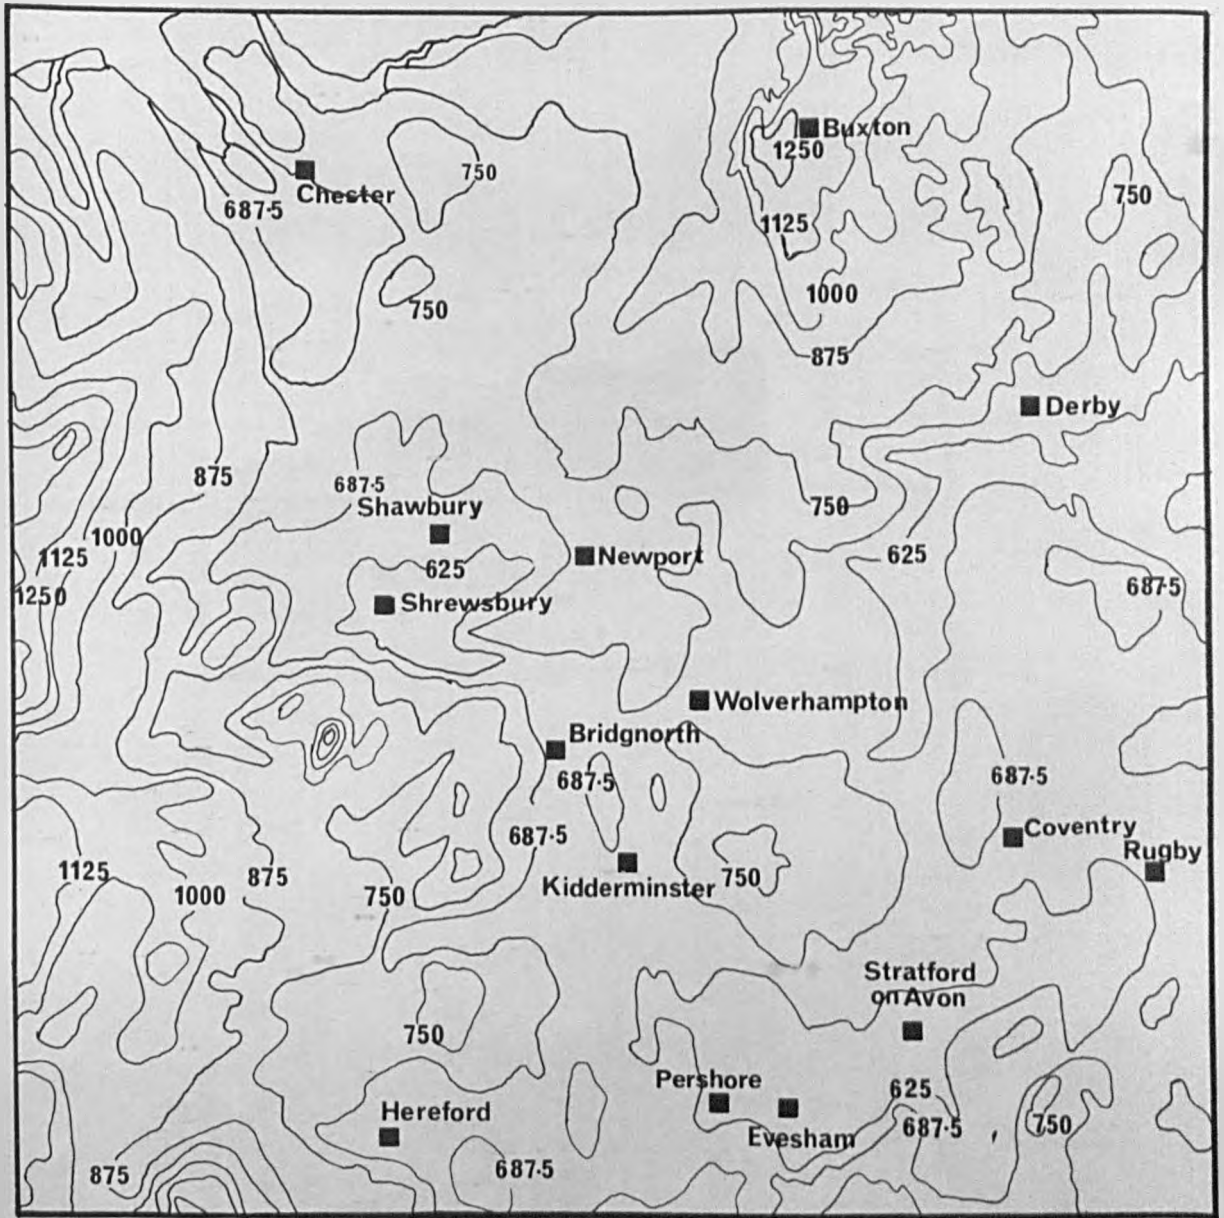 Buxton
1250
750
Chester
687·5
750
1125
750
1000
875
Derby
875
687·5
Shawbury
750
1000
1125
625
Newport
625
1250
Shrewsbury
687·5
Wolverhampton
Bridgnorth
687·5
687·5
687·5
Coventry
Rugby
1125
875
1000
750
Kidderminster
750
Stratford
on Avon
750
Pershore
625
Hereford
Evesham
687·5
750
875
687·5